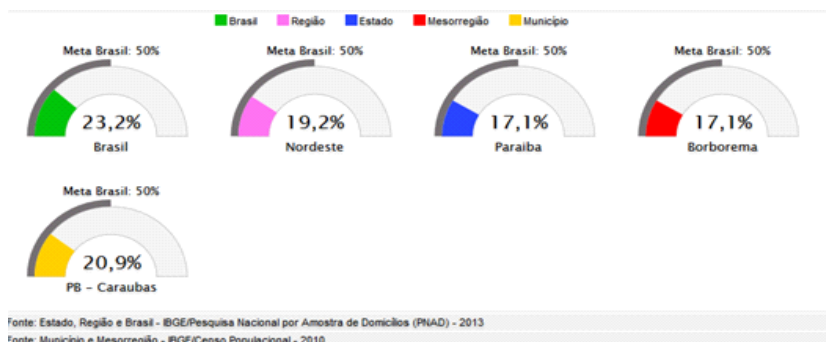 Brasil Região Estado Mesorregião Município
Meta Brasil: 50% Meta Brasil: 50% Meta Brasil: 50% Meta Brasil: 50%
23,2% 19,2% 17,1% 17,1%
Brasil Nordeste Paraiba Borborema
Meta Brasil: 50%
20,9%
PB - Caraubas
Fonte: Estado, Região e Brasil - IBGE/Pesquisa Nacional por Amostra de Domicílios (PNAD) - 2013
Fonte: Município e Mesorregião - IBGE/Censo Populacional - 2010